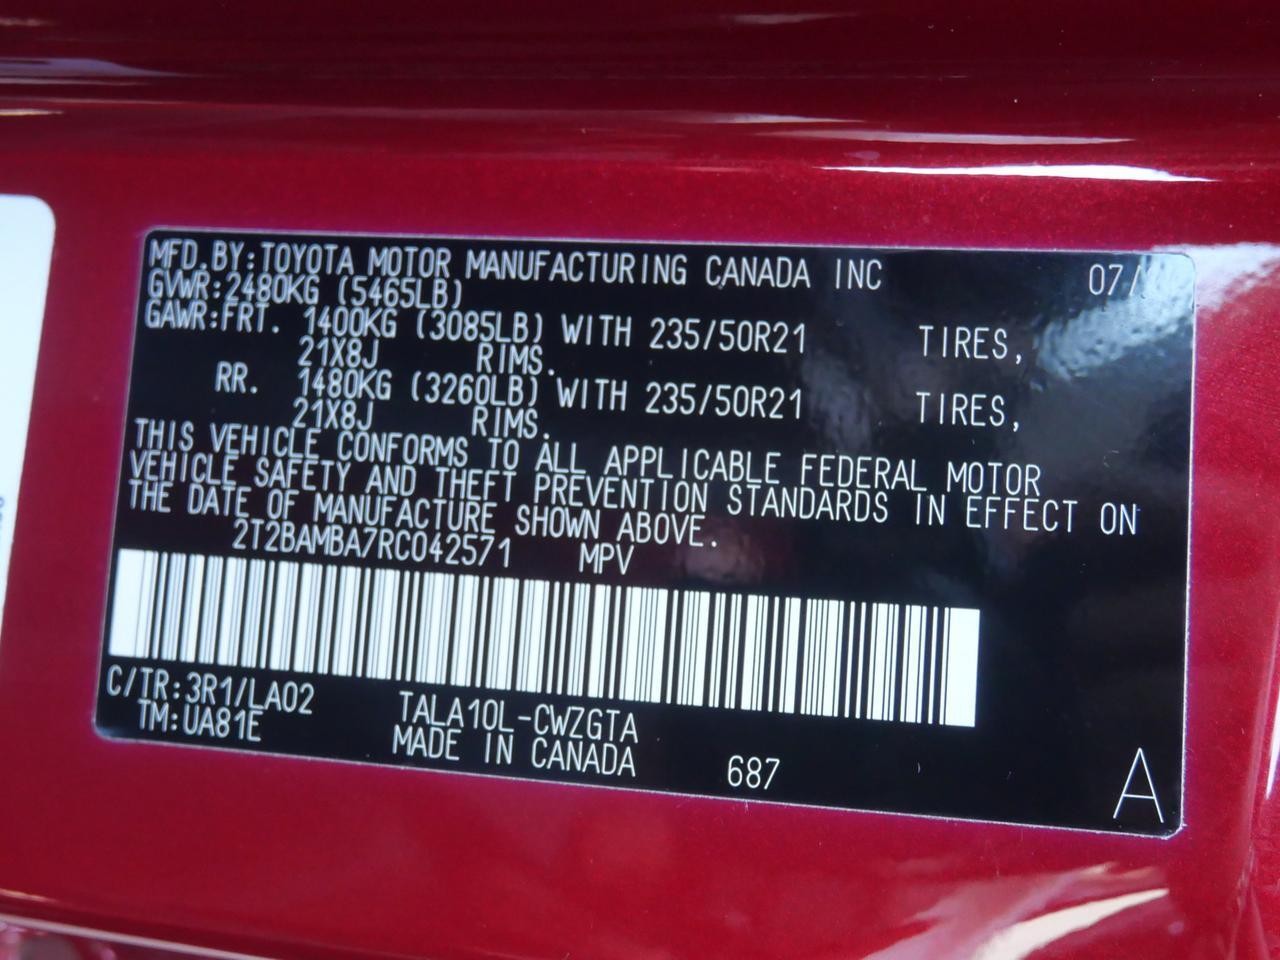 MFD.BY:TOYOTA MOTOR MANUFACTURING CANADA INC 07/
GVWR:2480KG (5465LB)
GAWR:FRT. 1400KG (3085LB) WITH 235/50R21 TIRES,
21X8J RIMS.
RR. 1480KG (3260LB) WITH 235/50R21 TIRES,
21X8J RIMS.
THIS VEHICLE CONFORMS TO ALL APPLICABLE FEDERAL MOTOR
VEHICLE SAFETY AND THEFT PREVENTION STANDARDS IN EFFECT ON
THE DATE OF MANUFACTURE SHOWN ABOVE.
2T2BAMBA7RC042571 MPV
C/TR:3R1/LA02 TALA10L-CWZGTA
TM:UA81E MADE IN CANADA 687
A